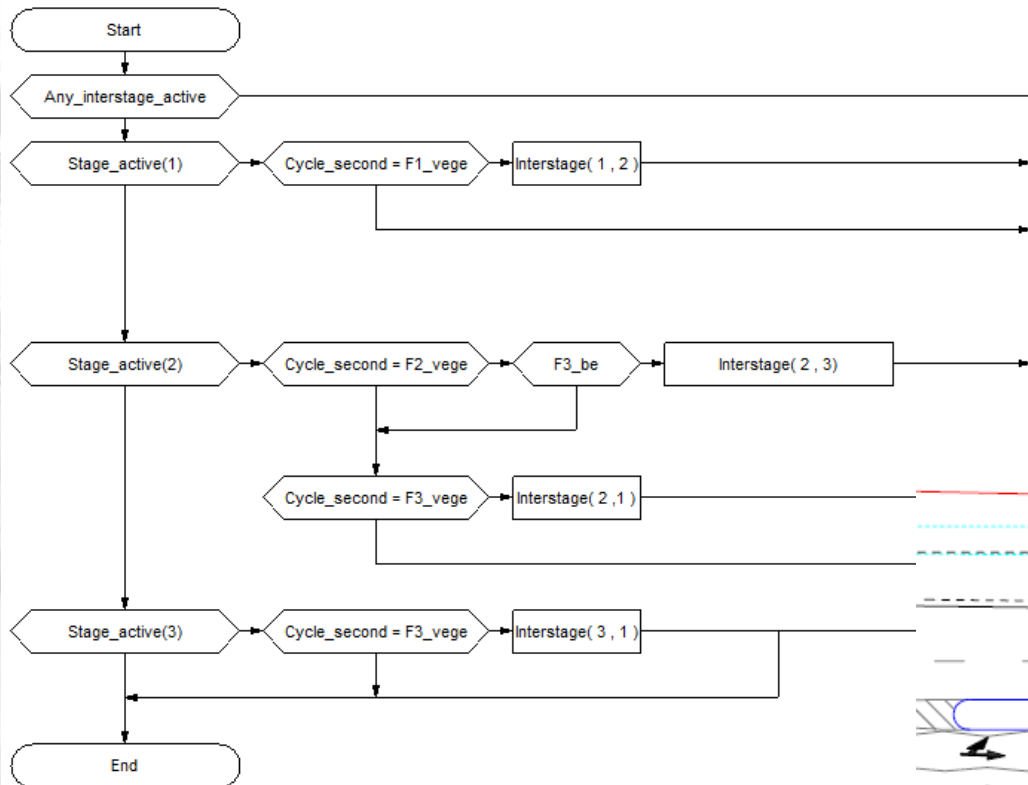 Start
Any_interstage_active
Stage_active(1)
Cycle_second = F1_vege
Interstage( 1 , 2 )
Stage_active(2)
Cycle_second = F2_vege
F3_be
Interstage( 2 , 3)
Cycle_second = F3_vege
Interstage( 2 ,1 )
Stage_active(3)
Cycle_second = F3_vege
Interstage( 3 , 1 )
End